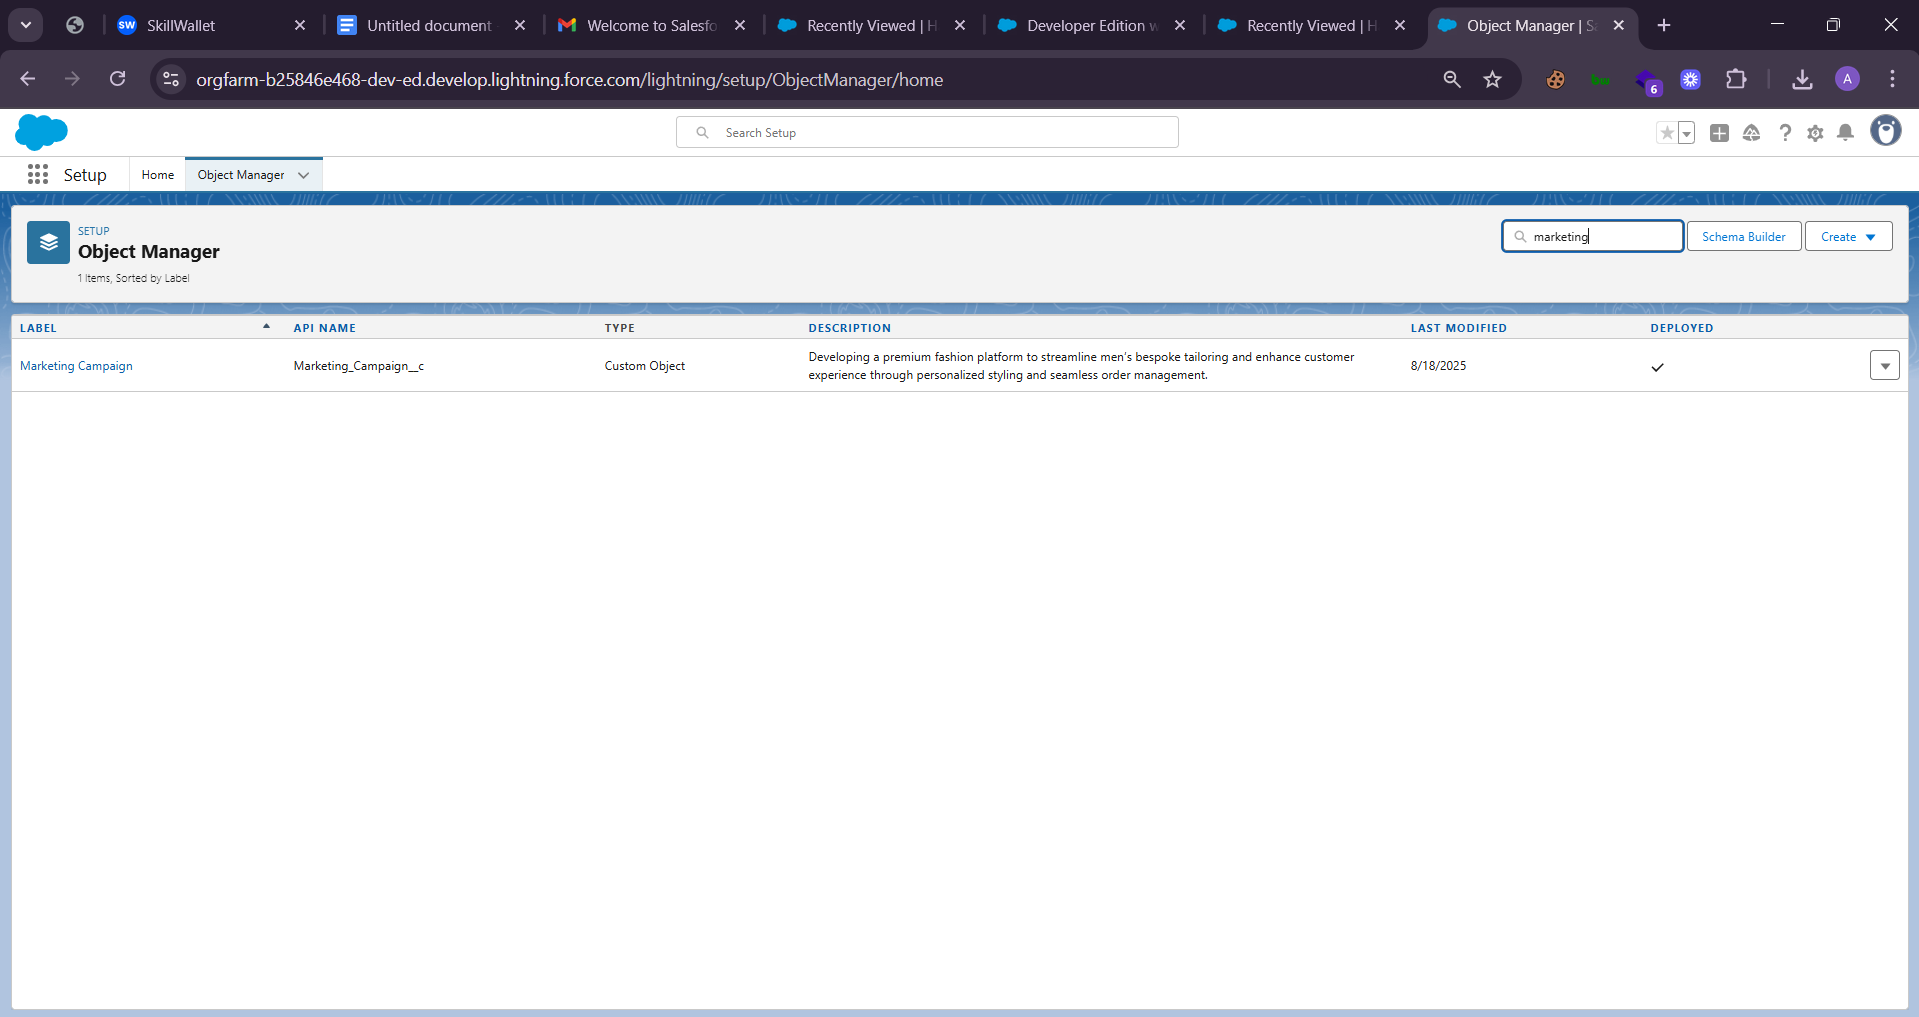 SW SkillWallet
Untitled document
Welcome to Salesfo
Recently Viewed | H
Developer Edition w
Recently Viewed | H
Object Manager | S
orgfarm-b25846e468-dev-ed.develop.lightning.force.com/lightning/setup/ObjectManager/home
bw
6
A
Search Setup
Setup
Home
Object Manager
SETUP
Object Manager
1 Items, Sorted by Label
marketing
Schema Builder
Create
LABEL
API NAME
TYPE
DESCRIPTION
LAST MODIFIED
DEPLOYED
Marketing Campaign
Marketing_Campaign__c
Custom Object
Developing a premium fashion platform to streamline men's bespoke tailoring and enhance customer
experience through personalized styling and seamless order management.
8/18/2025